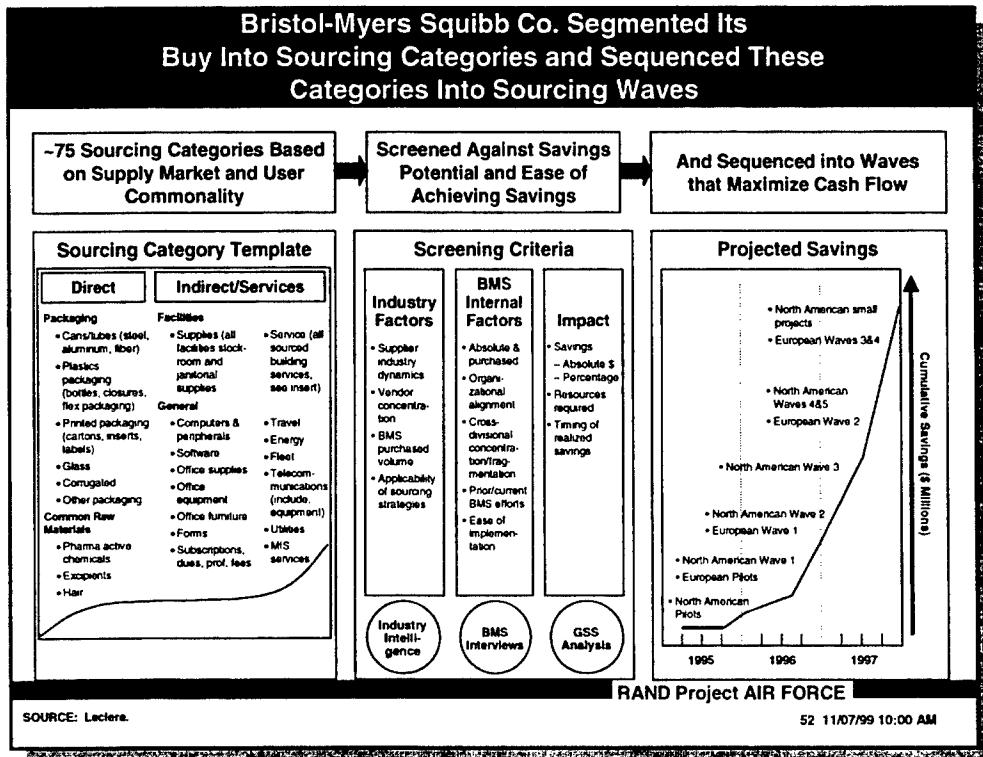 Bristol-Myers Squibb Co. Segmented Its
Buy Into Sourcing Categories and Sequenced These
Categories Into Sourcing Waves
~75 Sourcing Categories Based
on Supply Market and User
Commonality
Screened Against Savings
Potential and Ease of
Achieving Savings
And Sequenced into Waves
that Maximize Cash Flow
Sourcing Category Template
Direct
Indirect/Services
Packaging
• Cans/tubes (steel,
aluminum, fiber)
• Plastics
packaging
(bottles, closures,
flex packaging)
• Printed packaging
(cartons, inserts,
labels)
• Glass
• Corrugated
• Other packaging
Common Raw
Materials
• Pharma active
chemicals
• Excipients
• Hair
Facilities
• Supplies (all
facilities stock-
room and
janitorial
supplies
General
• Computers &
peripherals
• Software
• Office supplies
• Office
equipment
• Office furniture
• Forms
• Subscriptions,
dues, prof. fees
• Service (all
sourced
building
services,
see insert)
• Travel
• Energy
• Fleet
• Telecom-
munications
(include,
equipment)
• Utilities
• MIS
services
Screening Criteria
Industry
Factors
• Supplier
industry
dynamics
• Vendor
concentra-
tion
• BMS
purchased
volume
• Applicability
of sourcing
strategies
BMS
Internal
Factors
• Absolute &
purchased
• Organi-
zational
alignment
• Cross-
divisional
concentra-
tion/frag-
mentation
• Prior/current
BMS efforts
• Ease of
implemen-
tation
Impact
• Savings
– Absolute $
– Percentage
• Resources
required
• Timing of
realized
savings
Industry
Intelli-
gence
BMS
Interviews
GSS
Analysis
Projected Savings
• North American small
projects
• European Waves 3&4
• North American
Waves 4&5
• European Wave 2
• North American Wave 3
• North American Wave 2
• European Wave 1
• North American Wave 1
• European Pilots
• North American
Pilots
1995 1996 1997
Cumulative Savings ($ Millions)
RAND Project AIR FORCE
SOURCE: Leclere.
52 11/07/99 10:00 AM